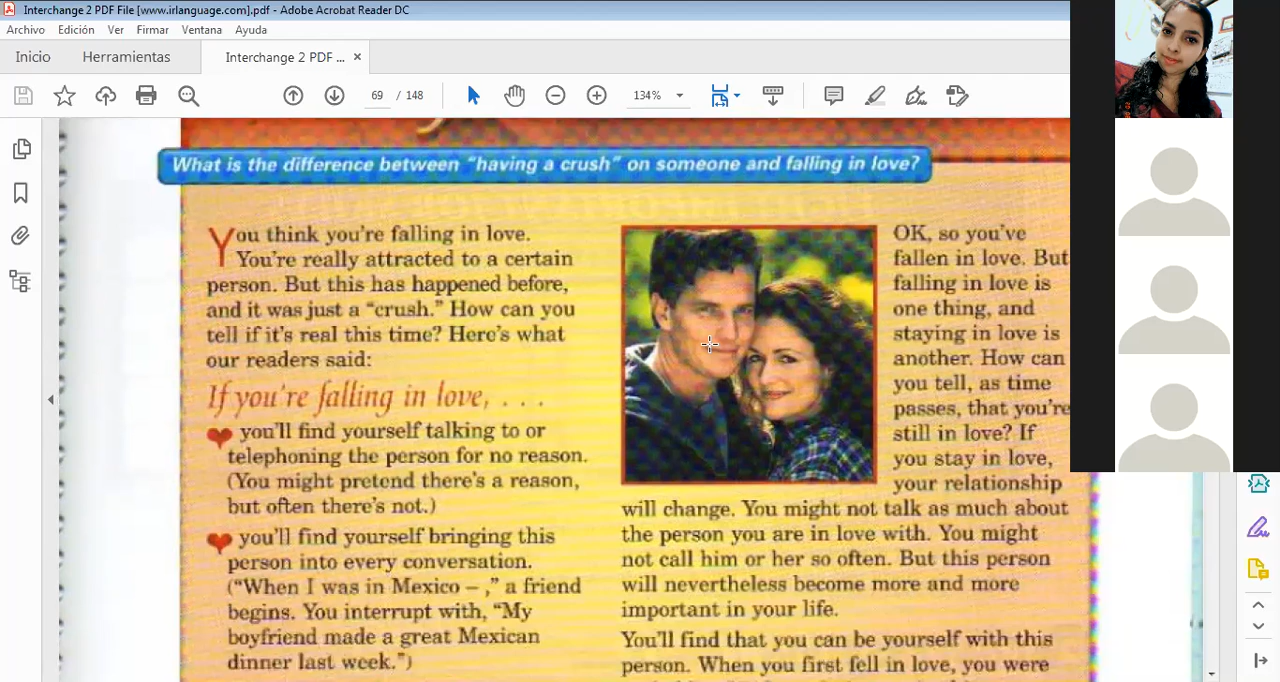 Interchange 2 PDF File [www.irlanguage.com].pdf - Adobe Acrobat Reader DC
Archivo Edición Ver Firmar Ventana Ayuda
Inicio Herramientas Interchange 2 PDF ... ×
69 / 148 134%
What is the difference between "having a crush" on someone and falling in love?
You think you're falling in love.
You're really attracted to a certain
person. But this has happened before,
and it was just a "crush." How can you
tell if it's real this time? Here's what
our readers said:
If you're falling in love, . . .
you'll find yourself talking to or
telephoning the person for no reason.
(You might pretend there's a reason,
but often there's not.)
you'll find yourself bringing this
person into every conversation.
("When I was in Mexico – ," a friend
begins. You interrupt with, "My
boyfriend made a great Mexican
dinner last week.")
OK, so you've
fallen in love. But
falling in love is
one thing, and
staying in love is
another. How can
you tell, as time
passes, that you're
still in love? If
you stay in love,
your relationship
will change. You might not talk as much about
the person you are in love with. You might
not call him or her so often. But this person
will nevertheless become more and more
important in your life.
You'll find that you can be yourself with this
person. When you first fell in love, you were